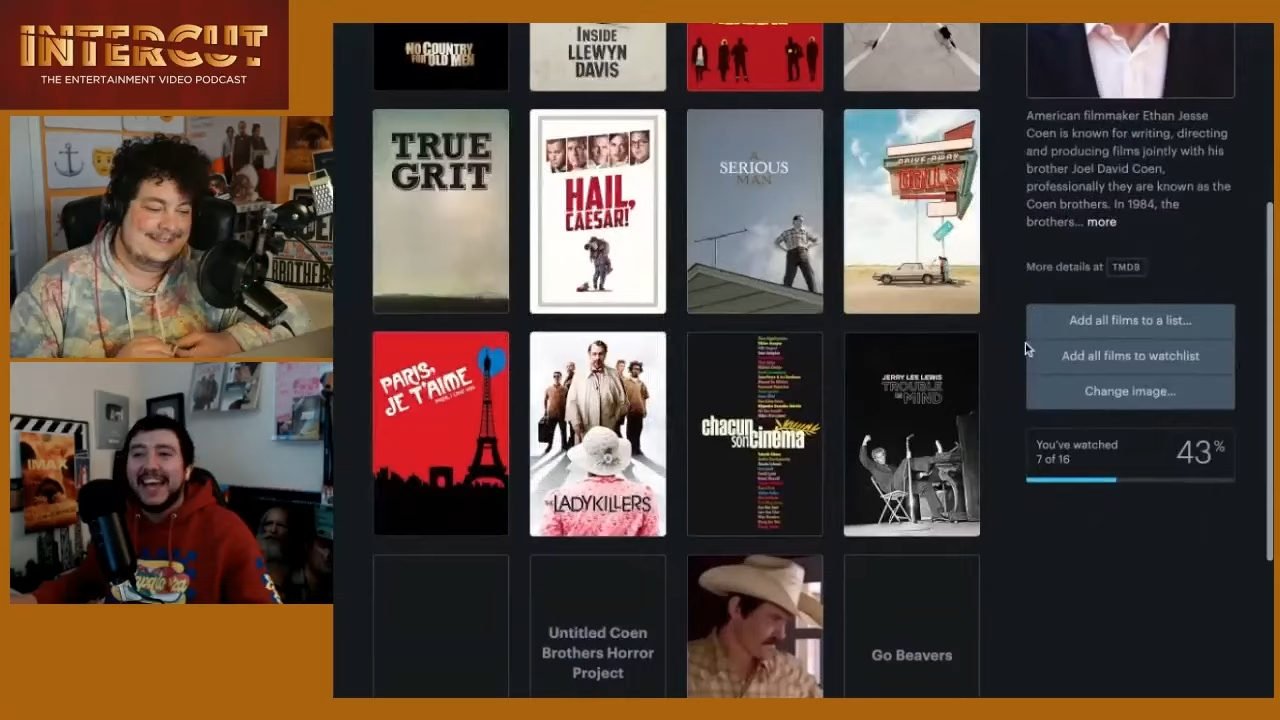 INTERCUT
THE ENTERTAINMENT VIDEO PODCAST
IMAX
BROTHERS
NO COUNTRY
FOR OLD MEN
INSIDE
LLEWYN
DAVIS
TRUE
GRIT
HAIL,
CAESAR!
A
SERIOUS
MAN
DRIVE-AWAY
DOLLS
PARIS,
JE T'AIME
THE LADYKILLERS
chacun
son cinéma
JERRY LEE LEWIS
TROUBLE
IN MIND
Untitled Coen
Brothers Horror
Project
Go Beavers
American filmmaker Ethan Jesse
Coen is known for writing, directing
and producing films jointly with his
brother Joel David Coen,
professionally they are known as the
Coen brothers. In 1984, the
brothers... more
More details at TMDB
Add all films to a list...
Add all films to watchlist
Change image...
You've watched
7 of 16
43%